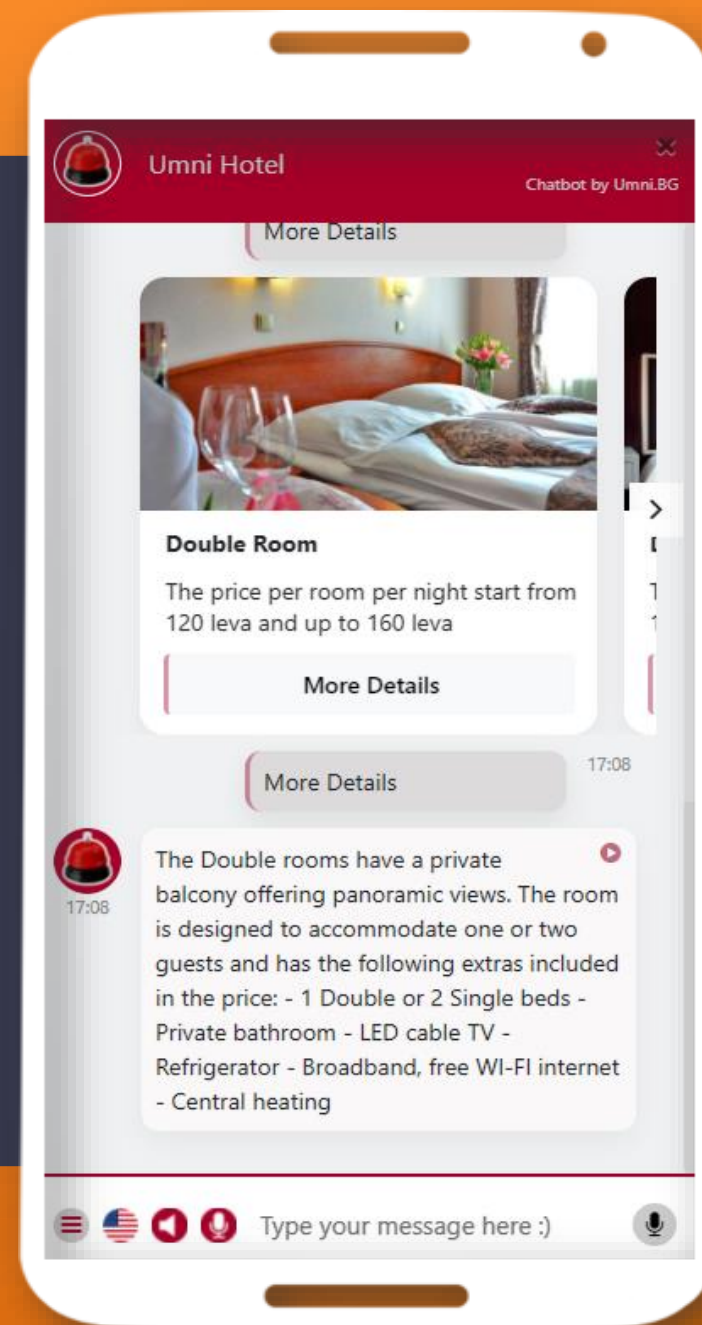 Umni Hotel
Chatbot by Umni.BG
More Details
Double Room
The price per room per night start from
120 leva and up to 160 leva
More Details
More Details
17:08
The Double rooms have a private
balcony offering panoramic views. The room
is designed to accommodate one or two
guests and has the following extras included
in the price: - 1 Double or 2 Single beds -
Private bathroom - LED cable TV -
Refrigerator - Broadband, free WI-FI internet
- Central heating
17:08
Type your message here :)